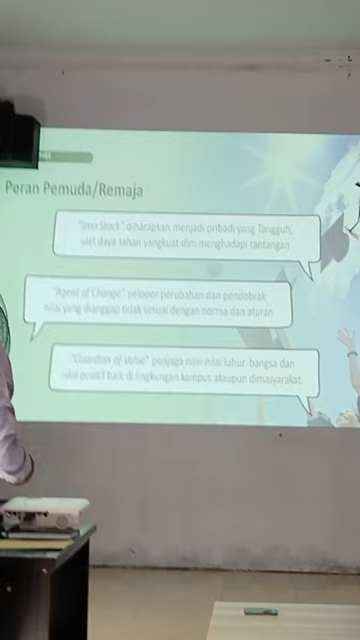 Peran Pemuda/Remaja
"Iron Stock" diharapkan menjadi pribadi yang Tangguh,
ulet daya tahan yangkuat dlm menghadapi tantangan
"Agent of Change" pelopor perubahan dan pendobrak
nilai yang dianggap tidak sesuai dengan norma dan aturan
"Guardian of Value" penjaga nilai-nilai luhur bangsa dan
nilai positif baik di lingkungan kampus ataupun dimasyarakat.